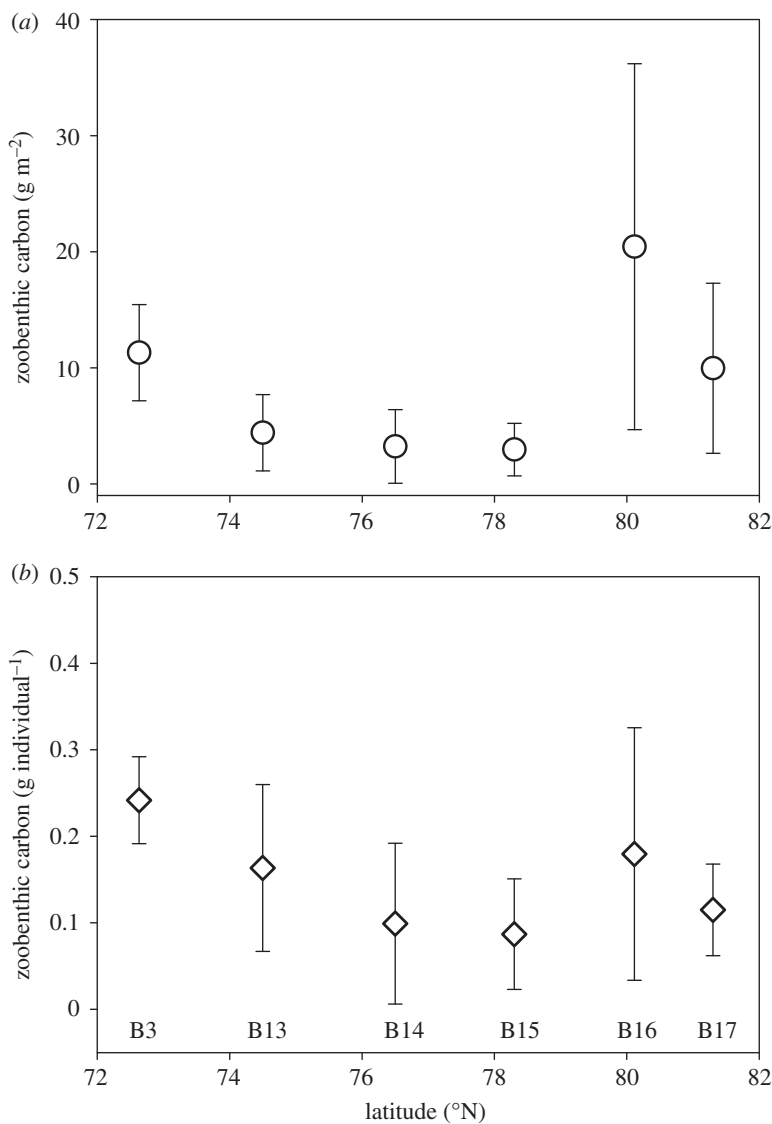 (a)
40
30
20
10
0
zoobenthic carbon (g m⁻²)
72 74 76 78 80 82
(b)
0.5
0.4
0.3
0.2
0.1
0
zoobenthic carbon (g individual⁻¹)
B3 B13 B14 B15 B16 B17
72 74 76 78 80 82
latitude (°N)